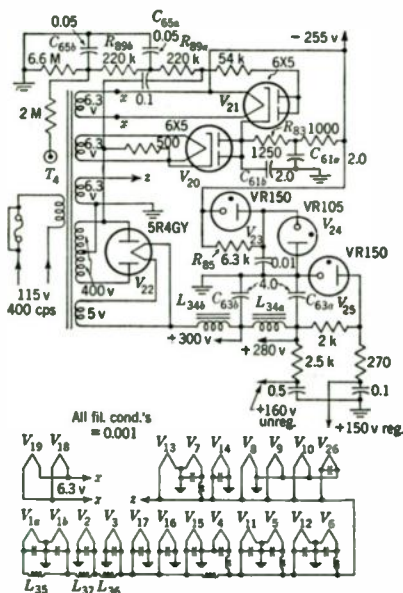 C65a
C65b
0.05
0.05
R89b
R89a
6.6 M
220 k
220 k
54 k
−255 v
0.1
6X5
6.3 v
x
x
V21
2 M
T4
6.3 v
6X5
500
R83
1000
1250
C61a
C61b
2.0
2.0
V20
6.3 v
z
VR150
VR105
V23
V24
R85
6.3 k
0.01
VR150
V25
5R4GY
V22
400 v
115 v
400 cps
5 v
L34b
C63b
4.0
L34a
C63a
+300 v
+280 v
2 k
2.5 k
270
0.5
0.1
+160 v
unreg.
+150 v reg.
All fil. cond.'s
= 0.001
V19 V18
V13 V7 V14 V8 V9 V10 V26
x
6.3 v
x
z
V1a V1b V2 V3 V17 V16 V15 V4 V11 V5 V12 V6
L35 L37 L36